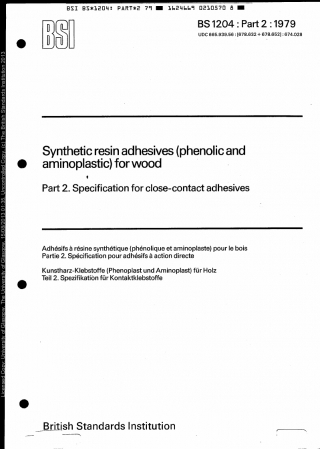 BSI BS*1204: PART*2 79 ■ 1624669 0210570 8 ■
BSI
BS 1204 : Part 2 : 1979
UDC 665.939.56 : [678.632 + 678.652] : 674.028
Synthetic resin adhesives (phenolic and
aminoplastic) for wood
Part 2. Specification for close-contact adhesives
Adhésifs à résine synthétique (phénolique et aminoplaste) pour le bois
Partie 2. Spécification pour adhésifs à action directe
Kunstharz-Klebstoffe (Phenoplast und Aminoplast) für Holz
Teil 2. Spezifikation für Kontaktklebstoffe
British Standards Institution
Licensed Copy: University of Glasgow, The University of Glasgow, 15/03/2013 01:36, Uncontrolled Copy, (c) The British Standards Institution 2013